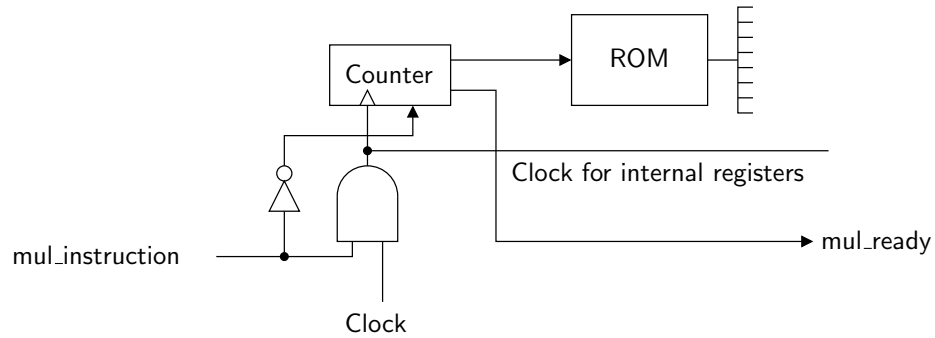 ROM
Counter
Clock for internal registers
mul_instruction
mul_ready
Clock